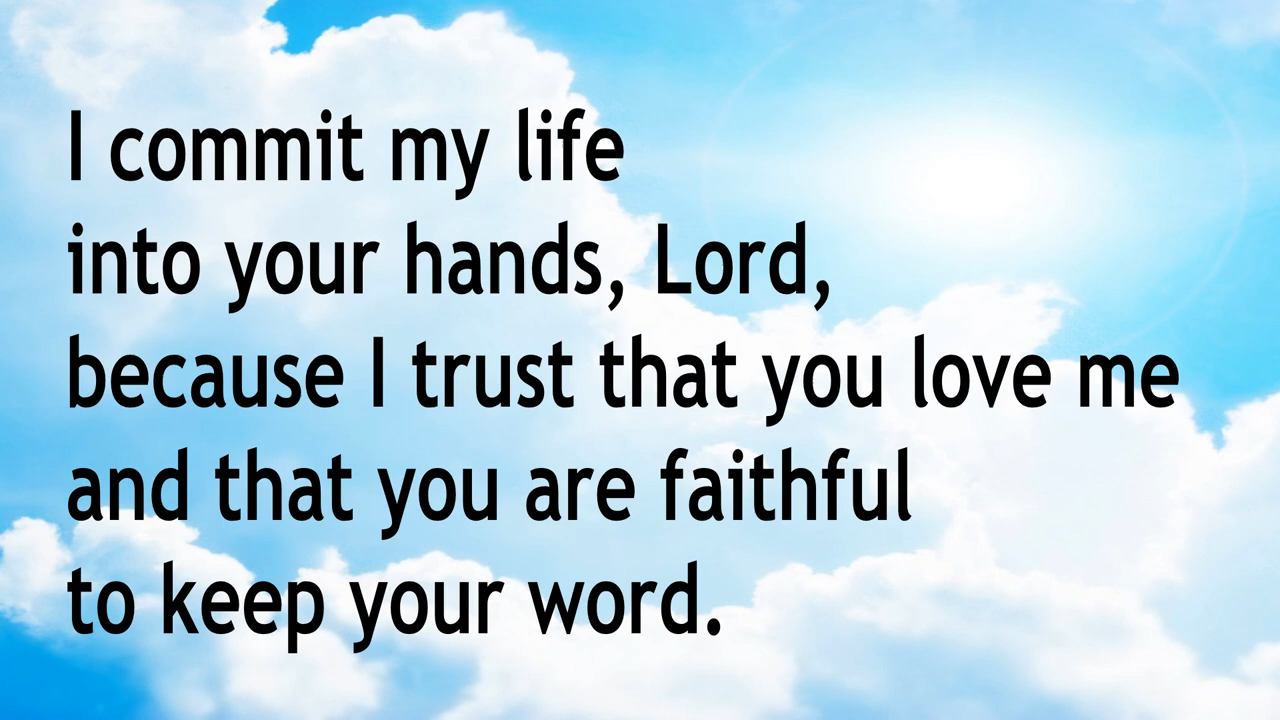 I commit my life
into your hands, Lord,
because I trust that you love me
and that you are faithful
to keep your word.